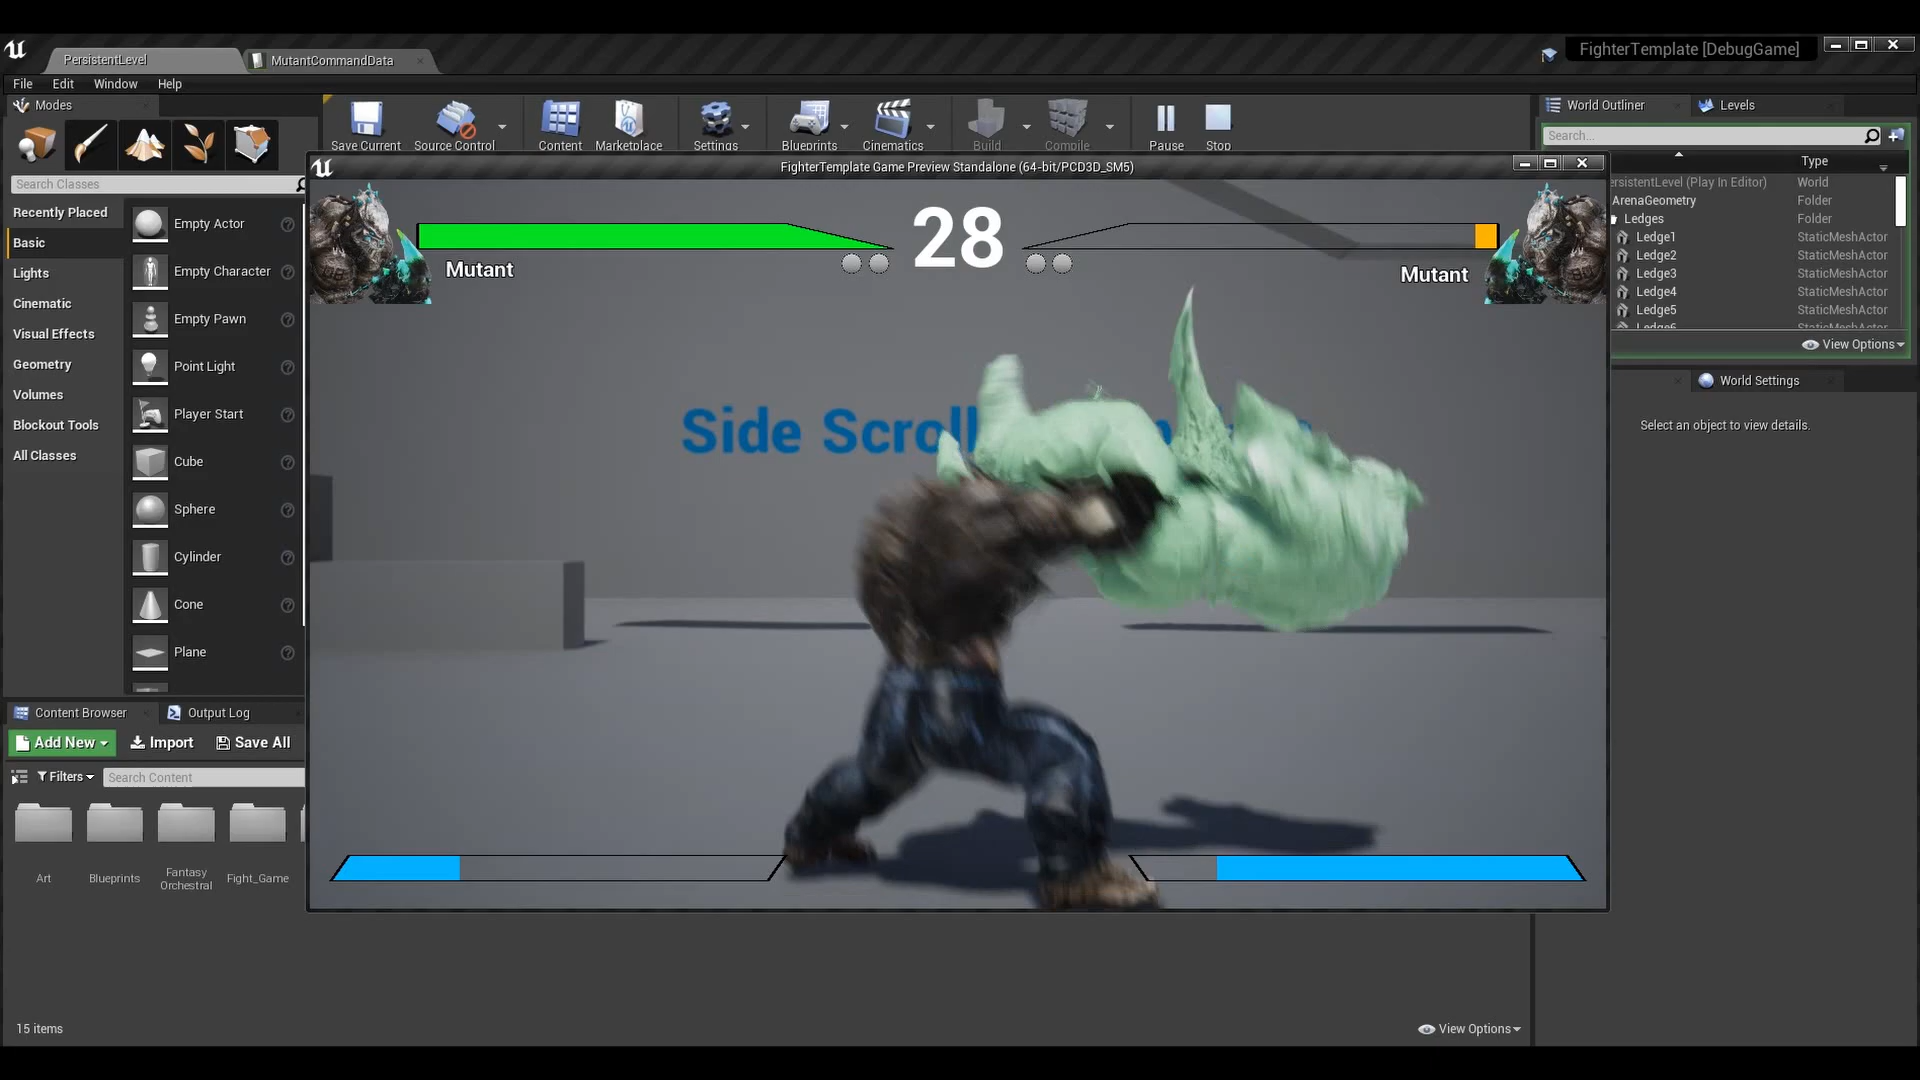 PersistentLevel
MutantCommandData
FighterTemplate [DebugGame]
File Edit Window Help
Modes
Save Current
Source Control
Content
Marketplace
Settings
Blueprints
Cinematics
Build
Compile
Pause
Stop
World Outliner
Levels
Search...
Type
FighterTemplate Game Preview Standalone (64-bit/PCD3D_SM5)
Search Classes
Recently Placed
Basic
Lights
Cinematic
Visual Effects
Geometry
Volumes
Blockout Tools
All Classes
Empty Actor
Empty Character
Empty Pawn
Point Light
Player Start
Cube
Sphere
Cylinder
Cone
Plane
28
Mutant
Mutant
Side Scroll
ersistentLevel (Play In Editor) World
ArenaGeometry Folder
Ledges Folder
Ledge1 StaticMeshActor
Ledge2 StaticMeshActor
Ledge3 StaticMeshActor
Ledge4 StaticMeshActor
Ledge5 StaticMeshActor
Ledge6 StaticMeshActor
View Options
World Settings
Select an object to view details.
Content Browser
Output Log
Add New
Import
Save All
Filters
Search Content
Art
Blueprints
Fantasy
Orchestral
Fight_Game
15 items
View Options